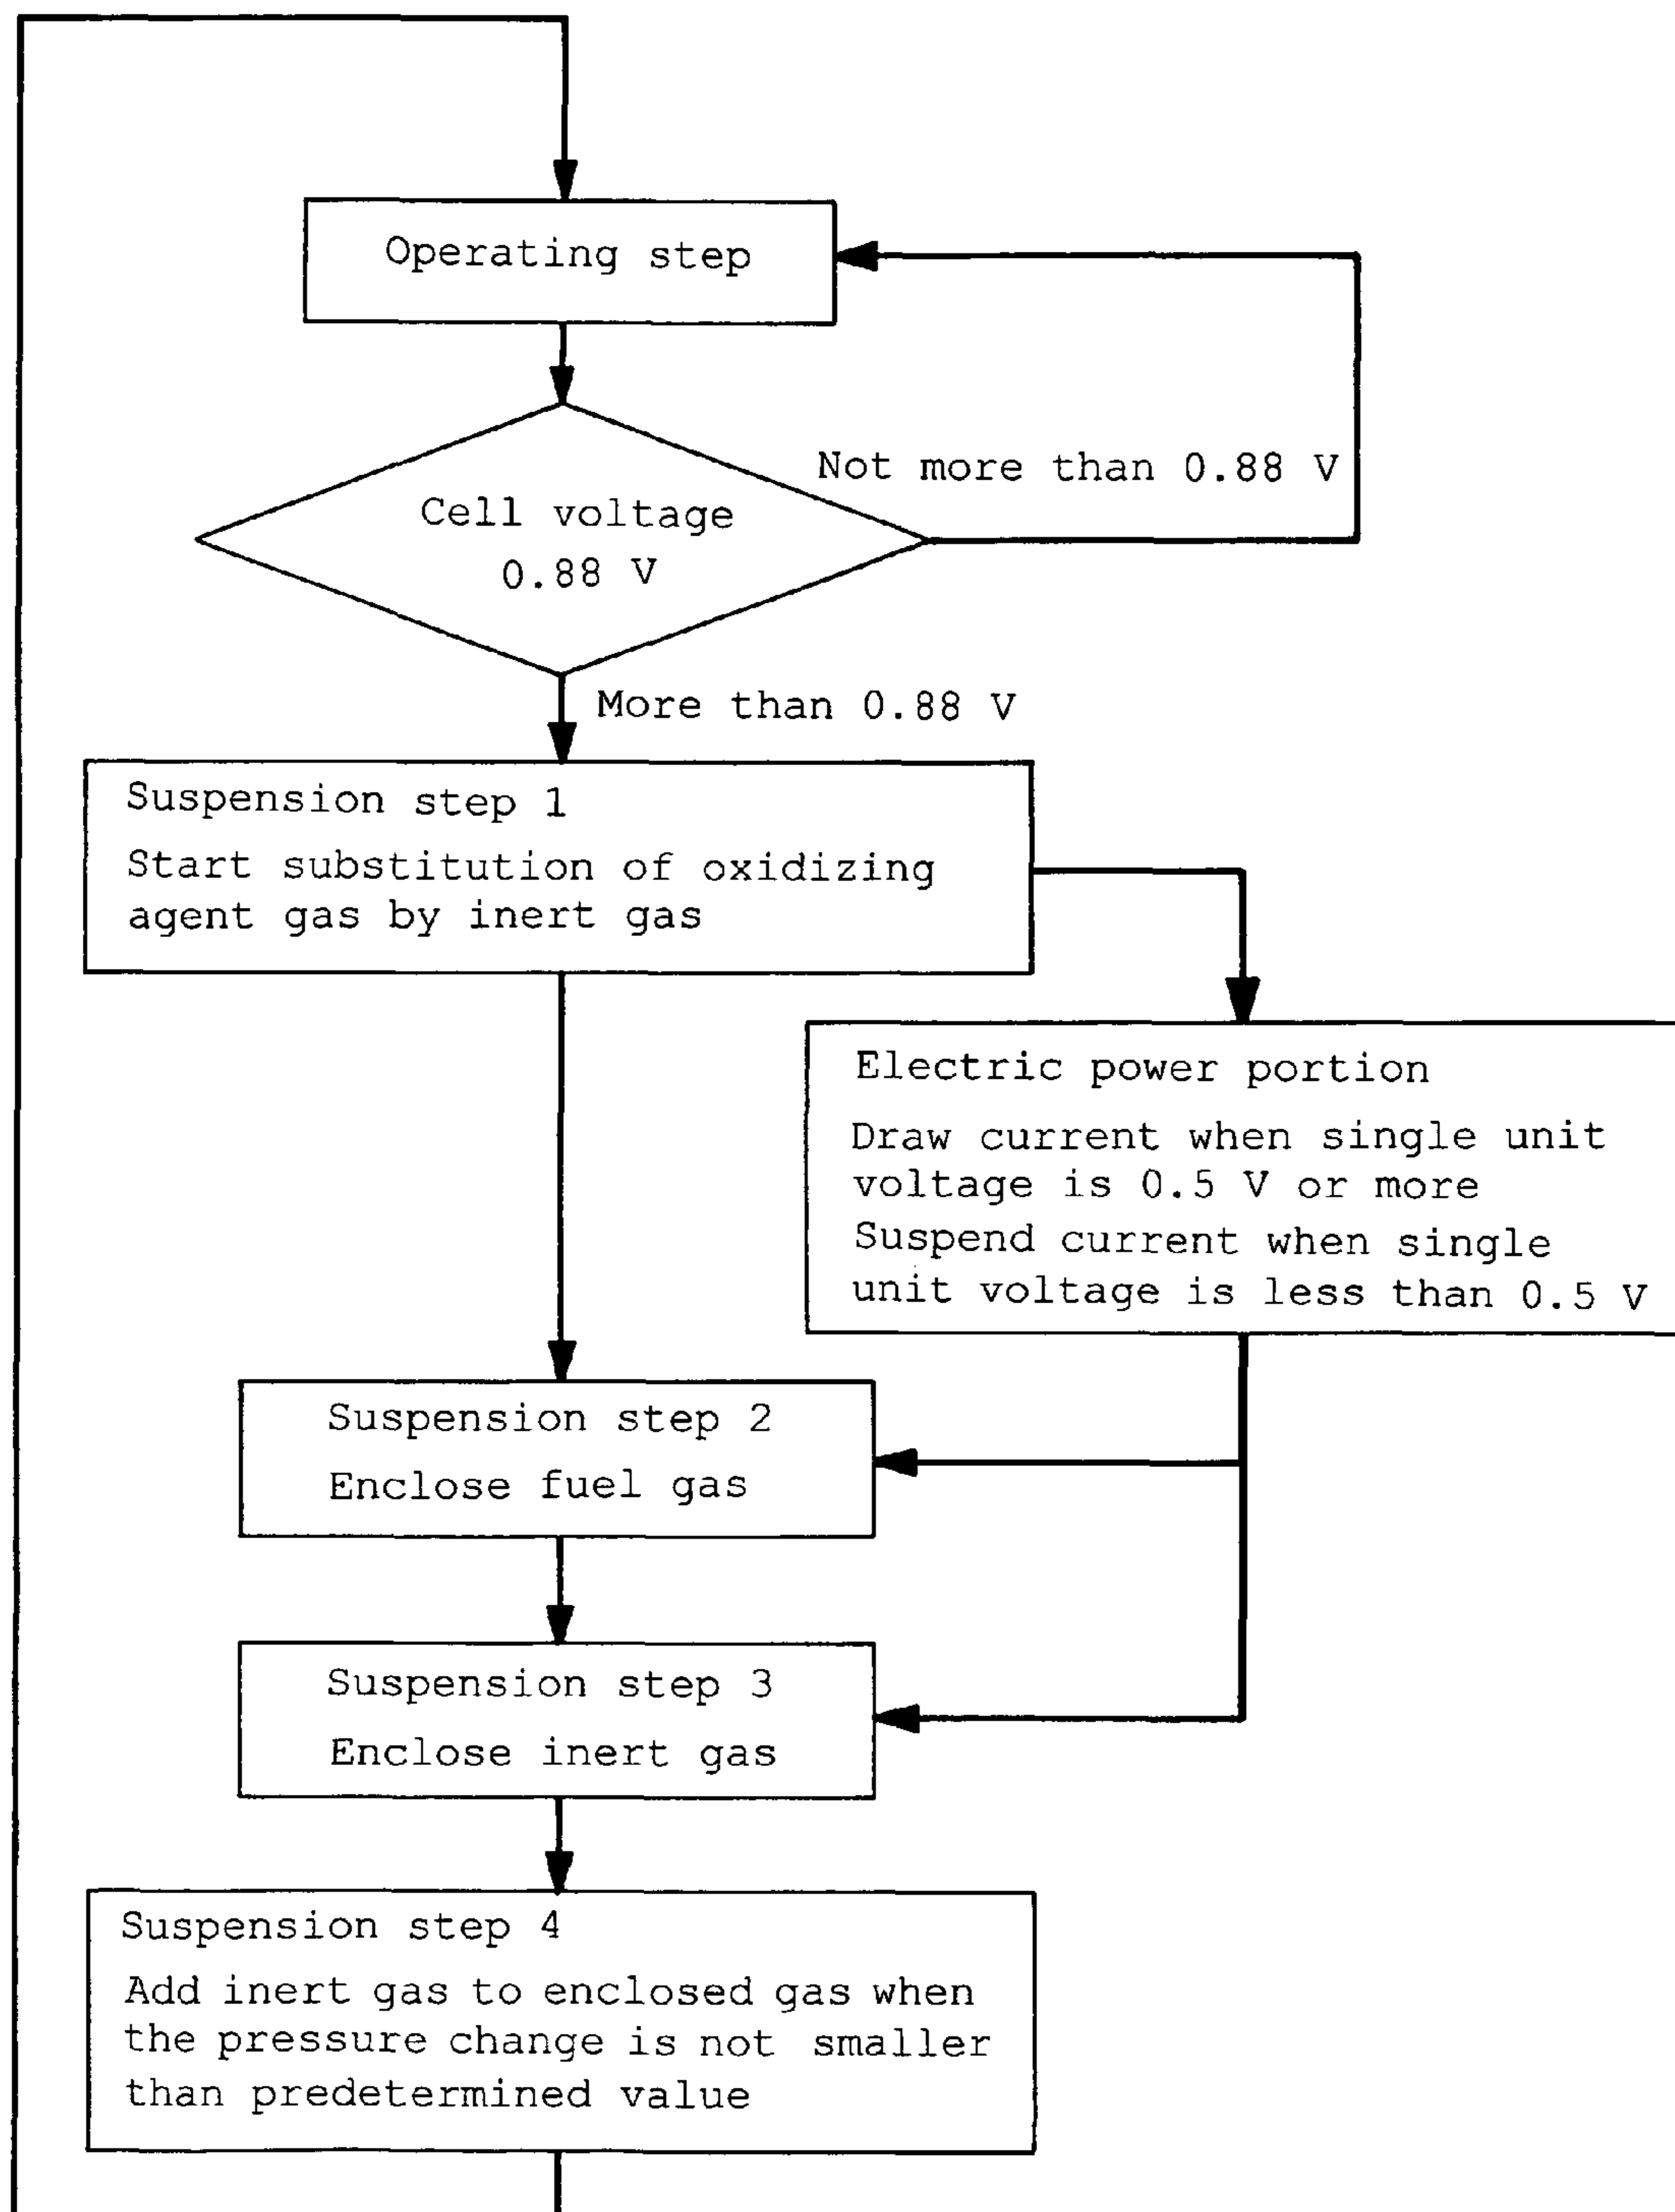 Operating step
Not more than 0.88 V
Cell voltage
0.88 V
More than 0.88 V
Suspension step 1
Start substitution of oxidizing
agent gas by inert gas
Electric power portion
Draw current when single unit
voltage is 0.5 V or more
Suspend current when single
unit voltage is less than 0.5 V
Suspension step 2
Enclose fuel gas
Suspension step 3
Enclose inert gas
Suspension step 4
Add inert gas to enclosed gas when
the pressure change is not smaller
than predetermined value